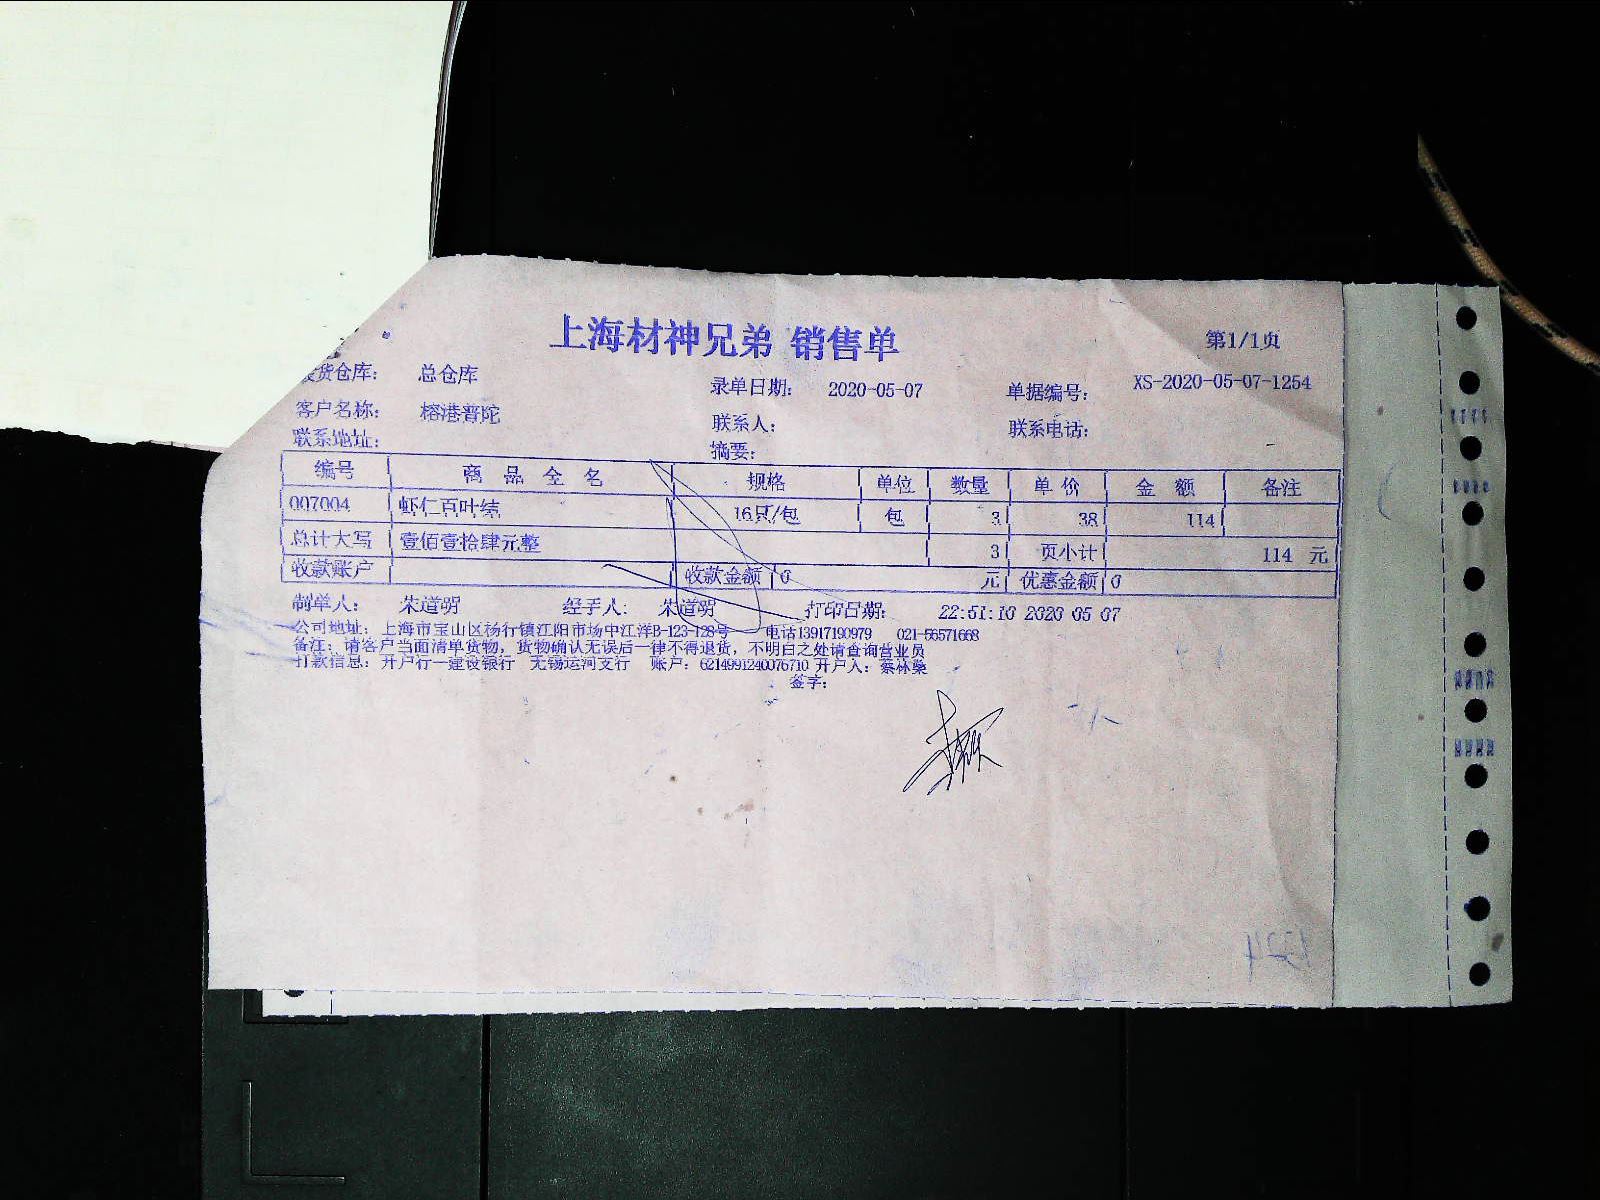 上海材神兄弟 销售单 第1/1页
货仓库: 总仓库 录单日期: 2020-05-07 单据编号: XS-2020-05-07-1254
客户名称: 榕港普陀 联系人: 联系电话:
联系地址: 摘要:
编号 商品全名 规格 单位 数量 单价 金额 备注
007004 虾仁百叶结 16只/包 包 3 38 114
总计大写 壹佰壹拾肆元整 3 页小计 114 元
收款账户 收款金额 0 元 优惠金额 0
制单人: 朱道明 经手人: 朱道明 打印日期: 22:51:10 2020 05 07
公司地址: 上海市宝山区杨行镇江阳市场中江洋B-123-128号 电话13917190979 021-56571668
备注: 请客户当面清单货物, 货物确认无误后一律不得退货, 不明白之处请查询营业员
打款信息: 开户行一建设银行 无锡运河支行 账户: 6214991240076710 开户人: 蔡林燊
签字: